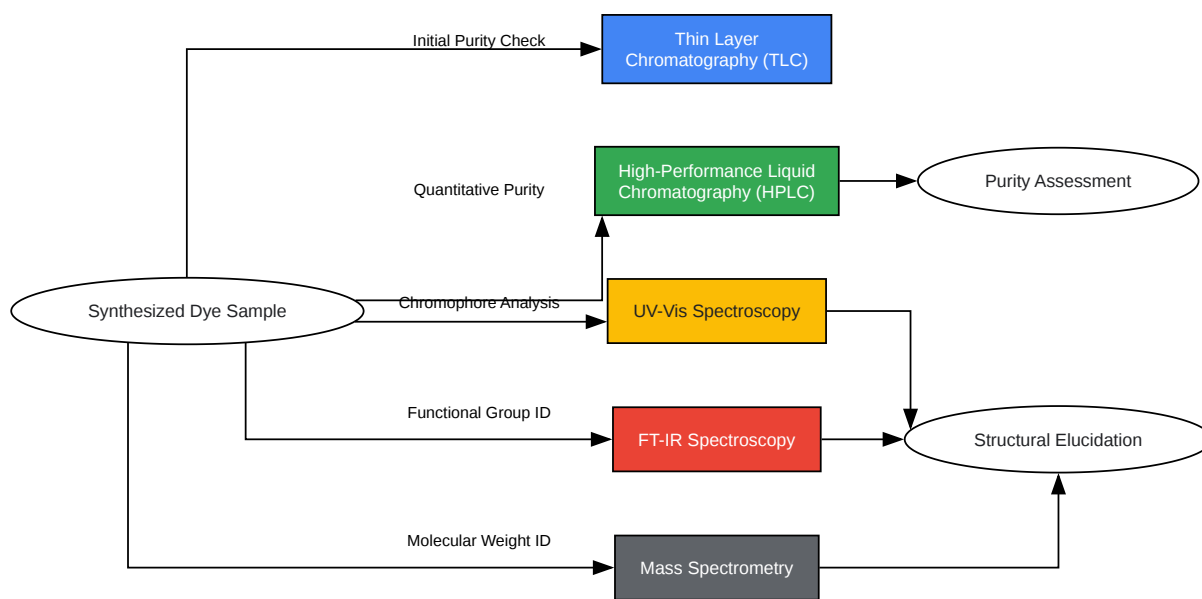 Initial Purity Check
Thin Layer
Chromatography (TLC)
Quantitative Purity
High-Performance Liquid
Chromatography (HPLC)
Purity Assessment
Synthesized Dye Sample
Chromophore Analysis
UV-Vis Spectroscopy
Functional Group ID
FT-IR Spectroscopy
Structural Elucidation
Molecular Weight ID
Mass Spectrometry